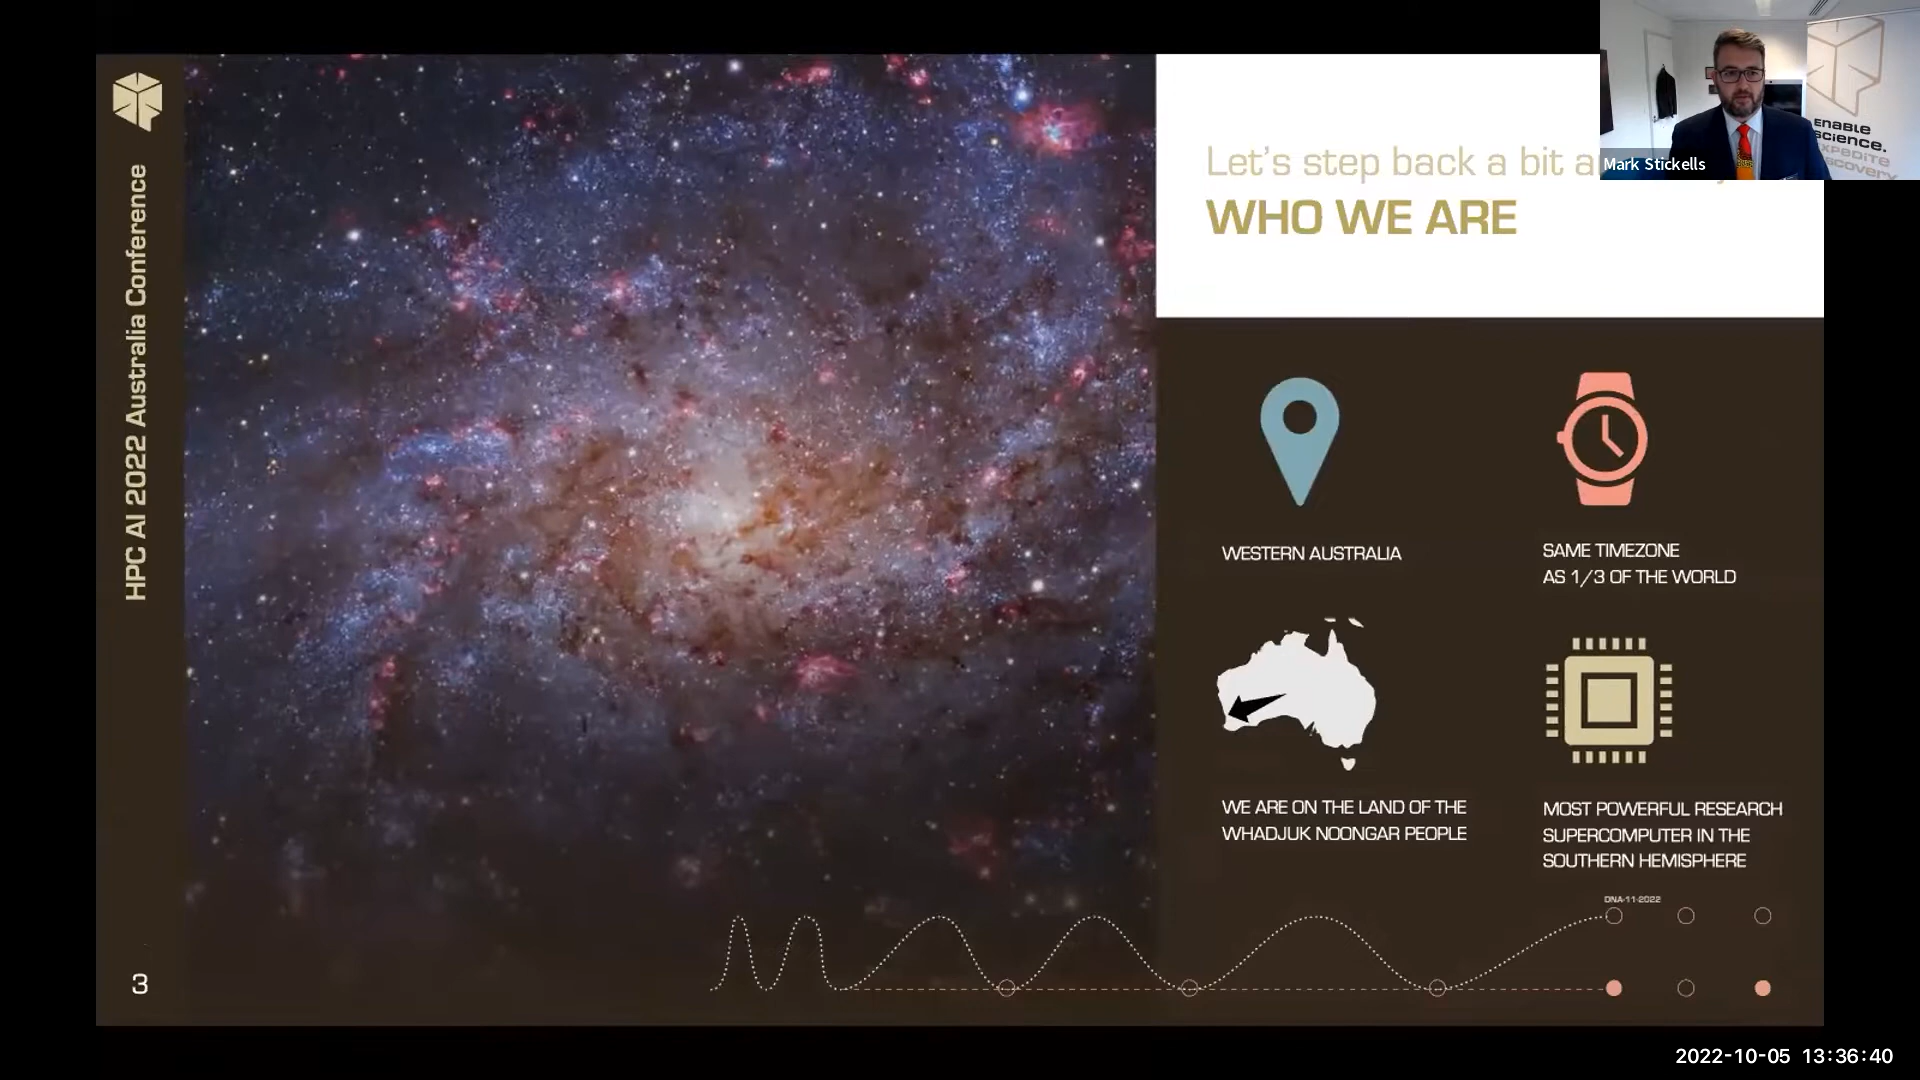 HPC AI 2022 Australia Conference
3
Let's step back a bit
WHO WE ARE
WESTERN AUSTRALIA
SAME TIMEZONE
AS 1/3 OF THE WORLD
WE ARE ON THE LAND OF THE
WHADJUK NOONGAR PEOPLE
MOST POWERFUL RESEARCH
SUPERCOMPUTER IN THE
SOUTHERN HEMISPHERE
DNA-11-2022
Mark Stickells
ENABLE
SCIENCE.
2022-10-05 13:36:40